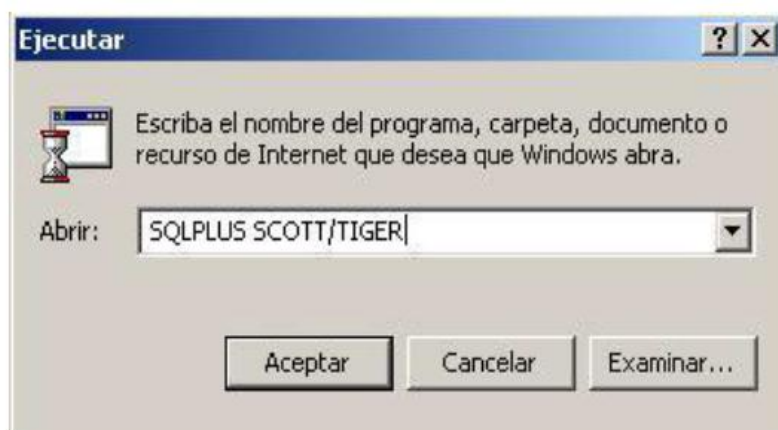 Ejecutar
Escriba el nombre del programa, carpeta, documento o
recurso de Internet que desea que Windows abra.
Abrir: SQLPLUS SCOTT/TIGER
Aceptar Cancelar Examinar...